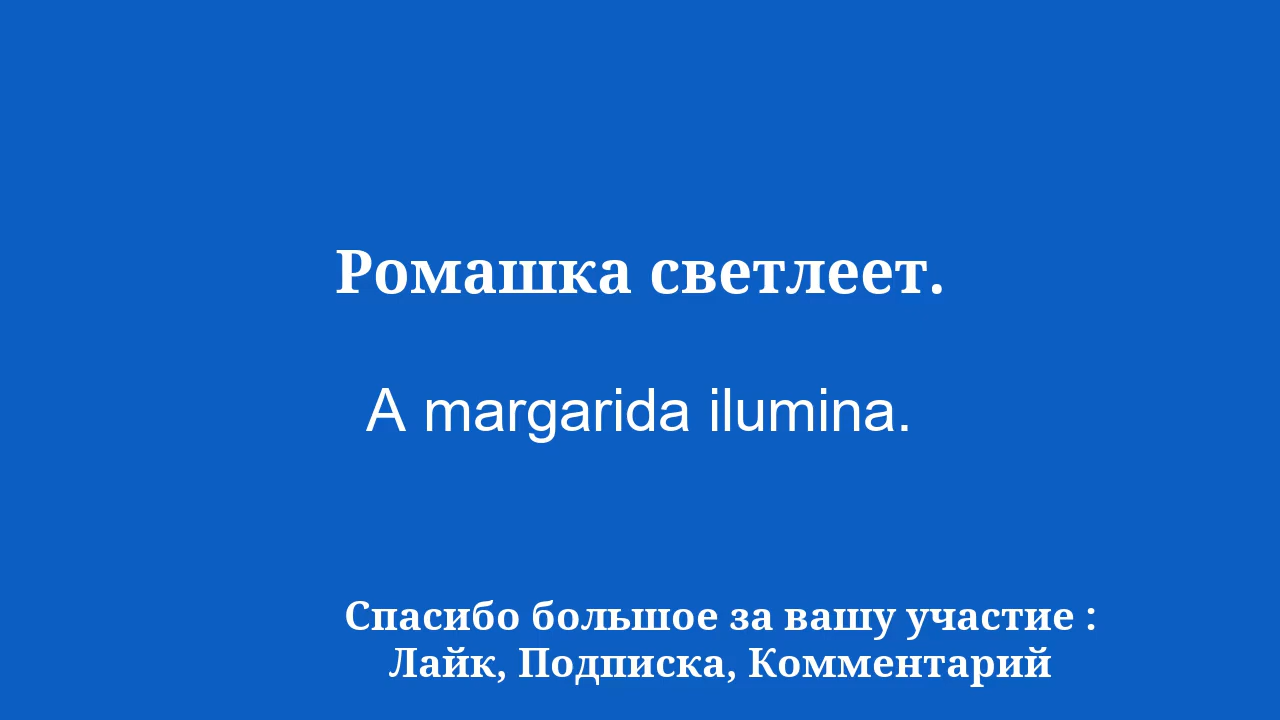 Ромашка светлеет.
A margarida ilumina.
Спасибо большое за вашу участие :
Лайк, Подписка, Комментарий